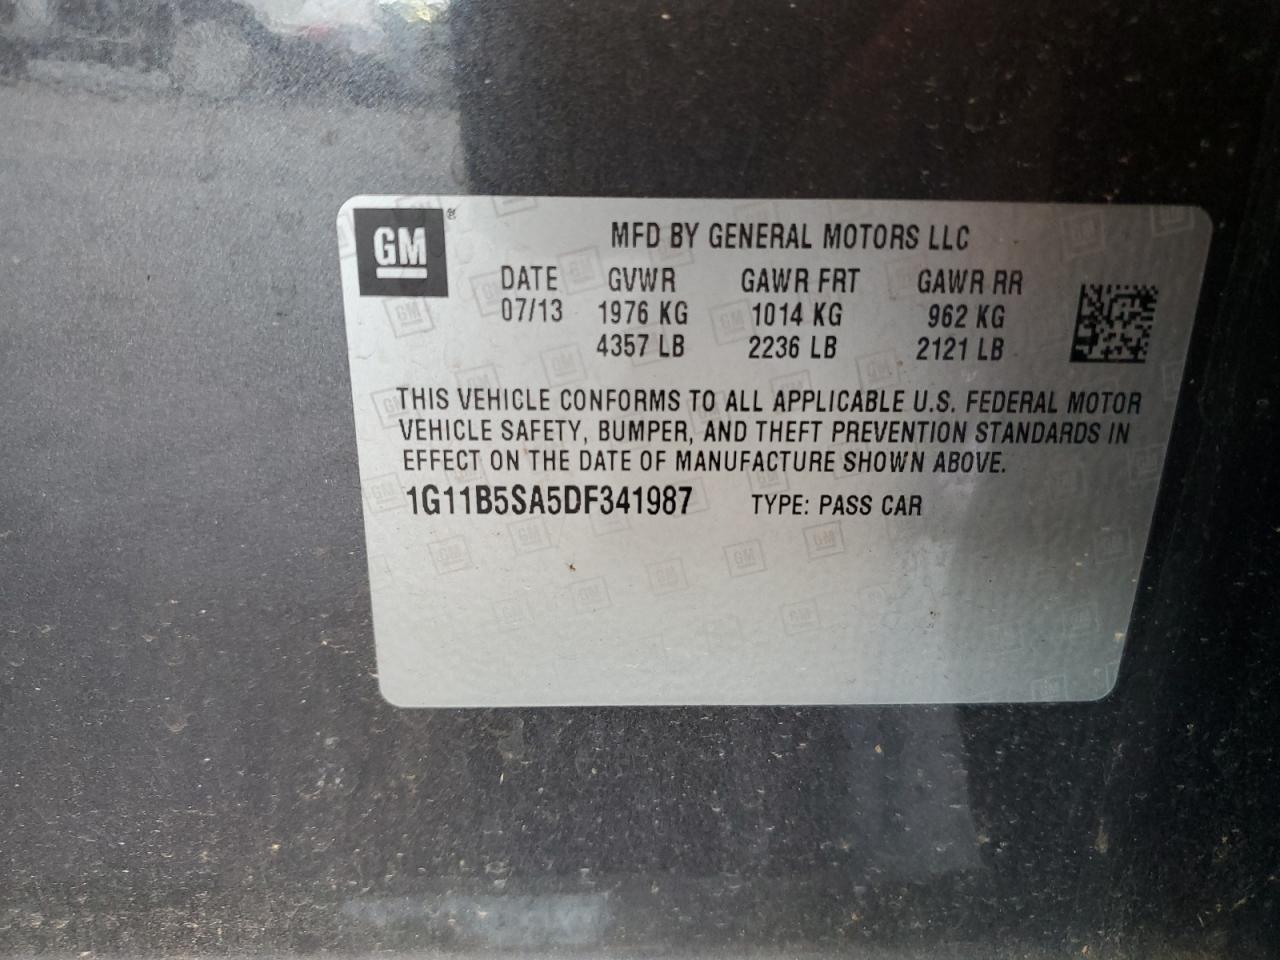 GM
MFD BY GENERAL MOTORS LLC
DATE GVWR GAWR FRT GAWR RR
07/13 1976 KG 1014 KG 962 KG
4357 LB 2236 LB 2121 LB
THIS VEHICLE CONFORMS TO ALL APPLICABLE U.S. FEDERAL MOTOR
VEHICLE SAFETY, BUMPER, AND THEFT PREVENTION STANDARDS IN
EFFECT ON THE DATE OF MANUFACTURE SHOWN ABOVE.
1G11B5SA5DF341987 TYPE: PASS CAR